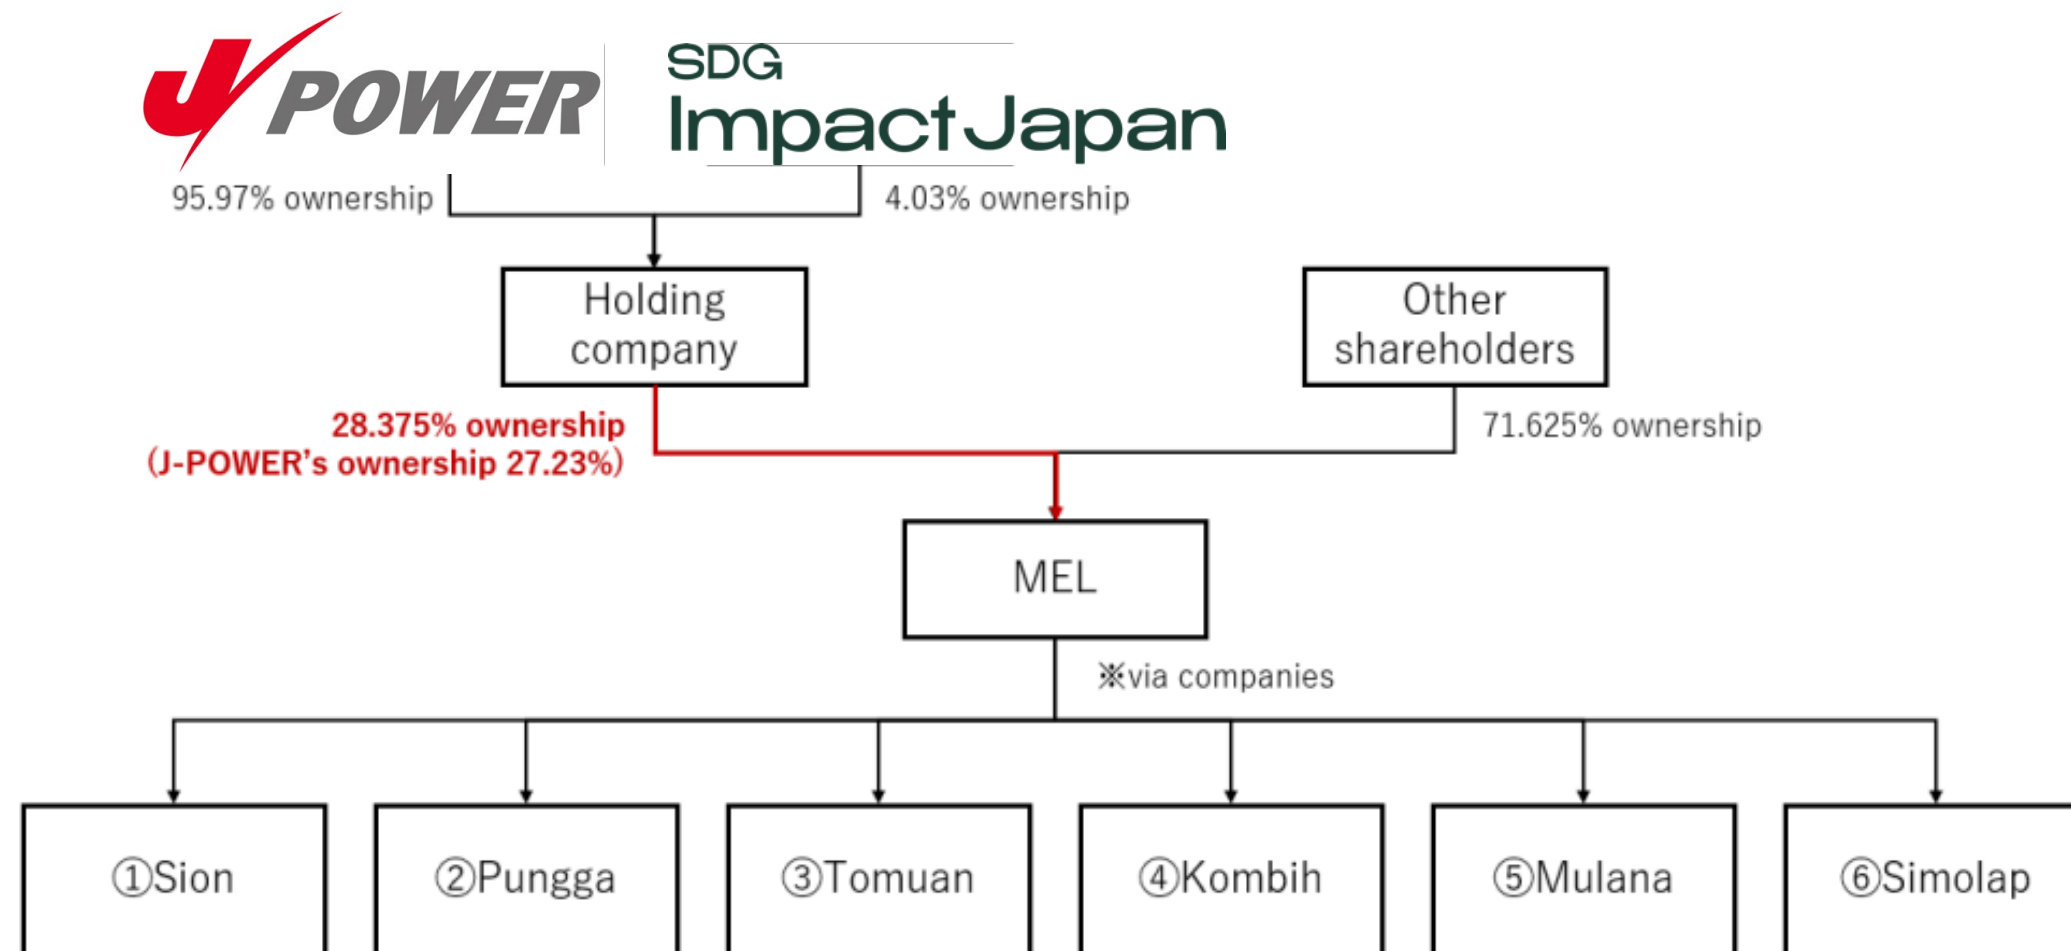 J POWER
SDG
Impact Japan
95.97% ownership
4.03% ownership
Holding
company
Other
shareholders
28.375% ownership
(J-POWER’s ownership 27.23%)
71.625% ownership
MEL
※via companies
①Sion
②Pungga
③Tomuan
④Kombih
⑤Mulana
⑥Simolap